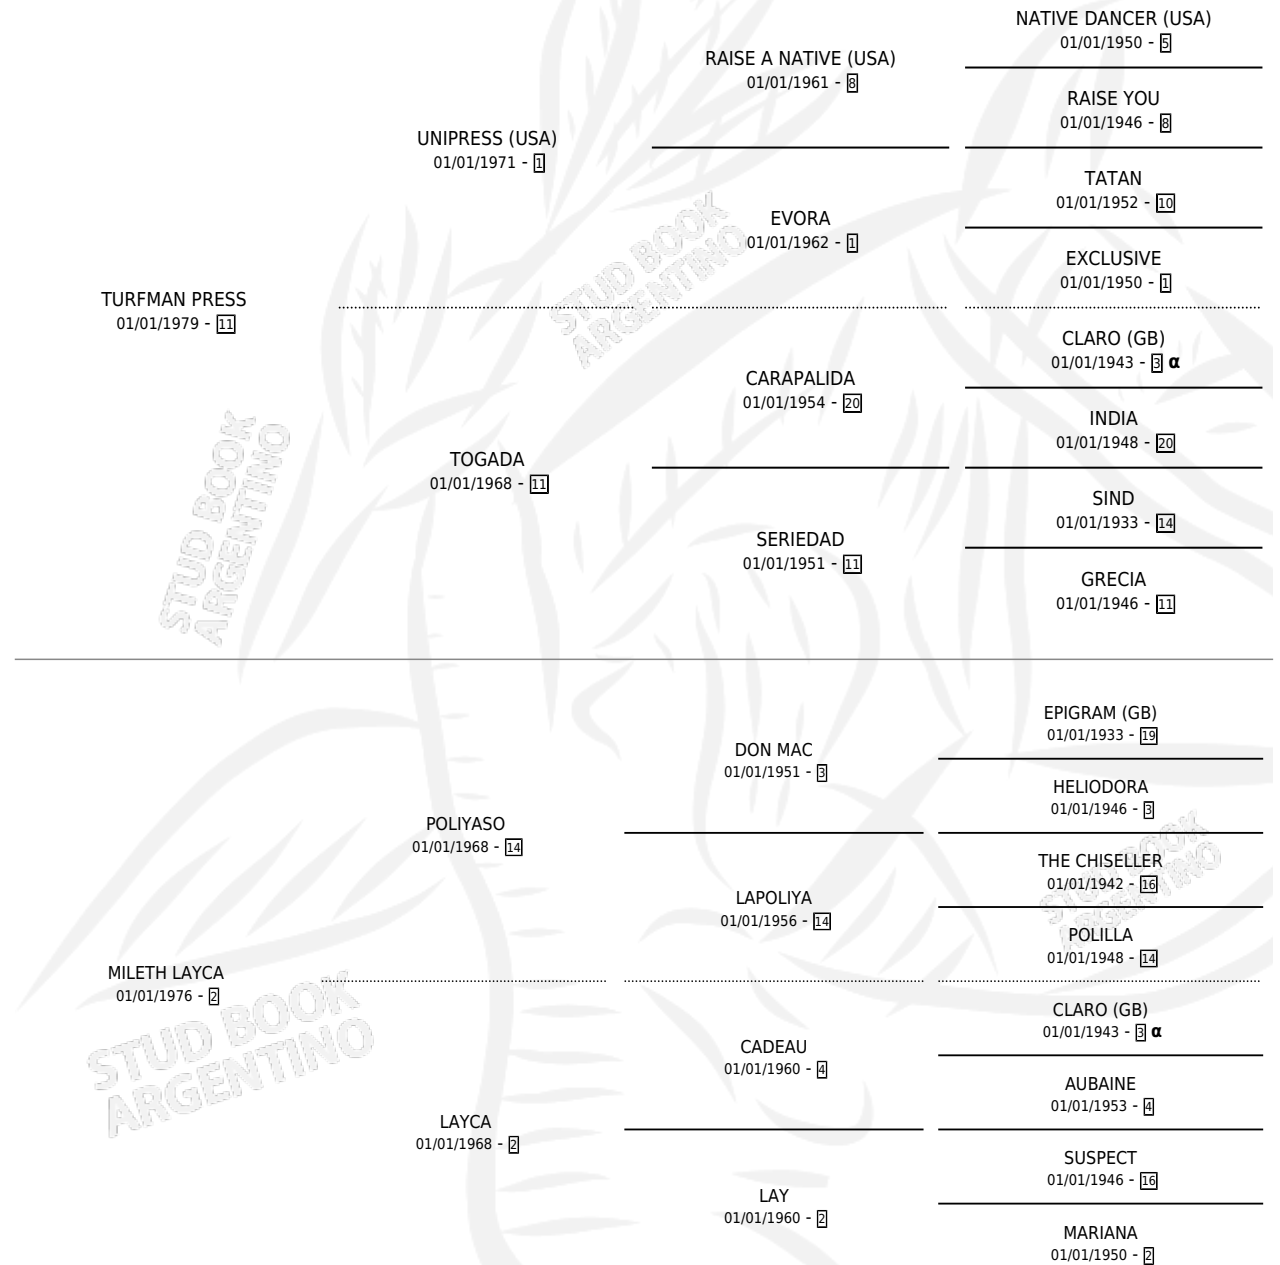 NATIVE DANCER (USA)
01/01/1950 - 5
RAISE A NATIVE (USA)
01/01/1961 - 8
RAISE YOU
01/01/1946 - 8
UNIPRESS (USA)
01/01/1971 - 1
TATAN
01/01/1952 - 10
EVORA
01/01/1962 - 1
EXCLUSIVE
01/01/1950 - 1
TURFMAN PRESS
01/01/1979 - 11
CLARO (GB)
01/01/1943 - 3 α
CARAPALIDA
01/01/1954 - 20
INDIA
01/01/1948 - 20
TOGADA
01/01/1968 - 11
SIND
01/01/1933 - 14
SERIEDAD
01/01/1951 - 11
GRECIA
01/01/1946 - 11
EPIGRAM (GB)
01/01/1933 - 19
DON MAC
01/01/1951 - 3
HELIODORA
01/01/1946 - 3
POLIYASO
01/01/1968 - 14
THE CHISELLER
01/01/1942 - 16
LAPOLIYA
01/01/1956 - 14
POLILLA
01/01/1948 - 14
MILETH LAYCA
01/01/1976 - 2
CLARO (GB)
01/01/1943 - 3 α
CADEAU
01/01/1960 - 4
AUBAINE
01/01/1953 - 4
LAYCA
01/01/1968 - 2
SUSPECT
01/01/1946 - 16
LAY
01/01/1960 - 2
MARIANA
01/01/1950 - 2
STUD BOOK
ARGENTINO
STUD BOOK
ARGENTINO
STUD BOOK
ARGENTINO
STUD BOOK
ARGENTINO